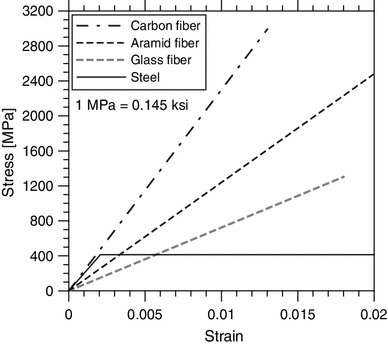 3200
2800
2400
2000
1600
1200
800
400
0
Stress [MPa]
Carbon fiber
Aramid fiber
Glass fiber
Steel
1 MPa = 0.145 ksi
0
0.005
0.01
0.015
0.02
Strain